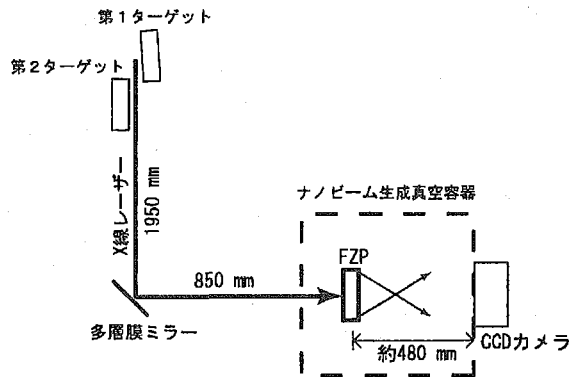 第1ターゲット
第2ターゲット
X線レーザー
1950 mm
ナノビーム生成真空容器
FZP
850 mm
多層膜ミラー
約480 mm
CCDカメラ